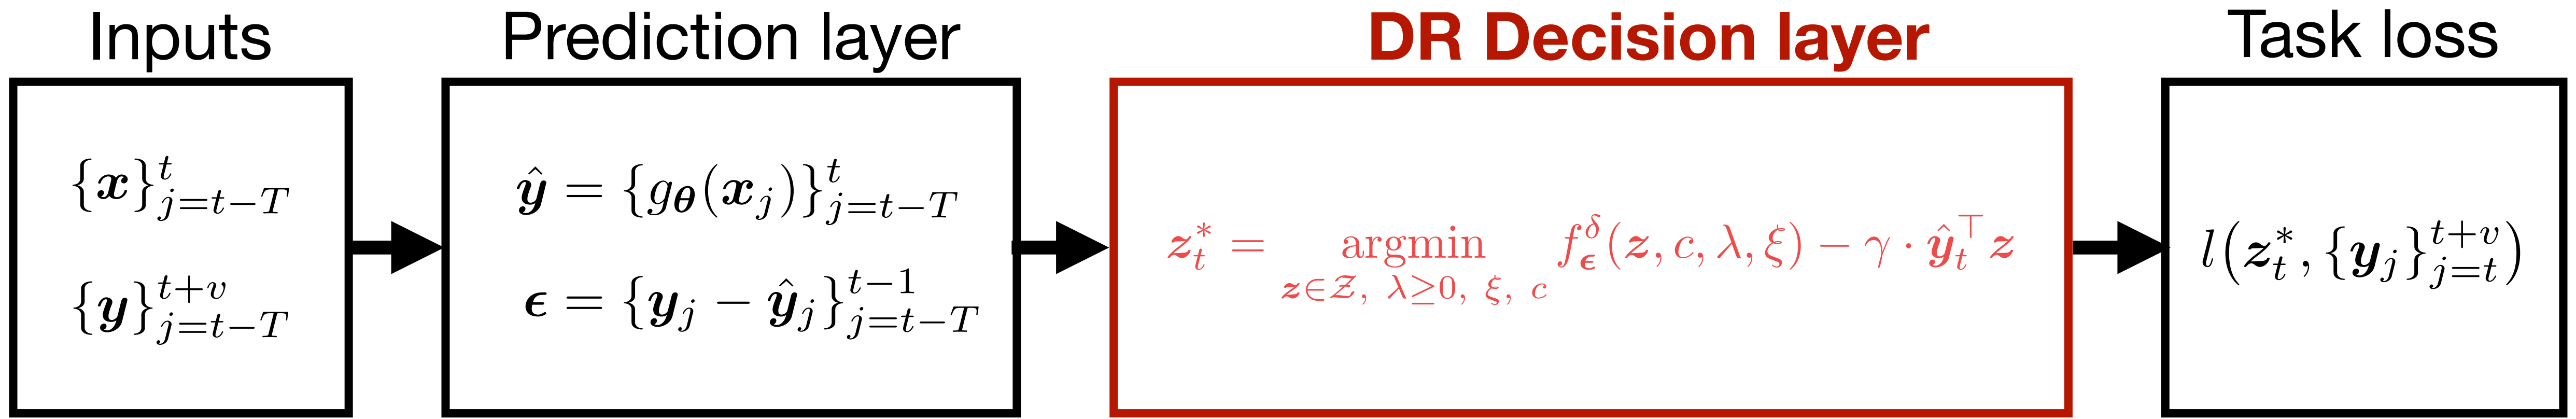 Inputs
{𝒙}ᵗ_{j=t−T}
{𝒚}^{t+v}_{j=t−T}
Prediction layer
ŷ = {g_θ(𝒙_j)}ᵗ_{j=t−T}
ϵ = {𝒚_j − ŷ_j}^{t−1}_{j=t−T}
DR Decision layer
𝒛*_t = argmin_{𝒛∈𝒵, λ≥0, ξ, c} f^δ_ϵ(𝒛, c, λ, ξ) − γ · ŷ_t^⊤ 𝒛
Task loss
l(𝒛*_t, {𝒚_j}^{t+v}_{j=t})